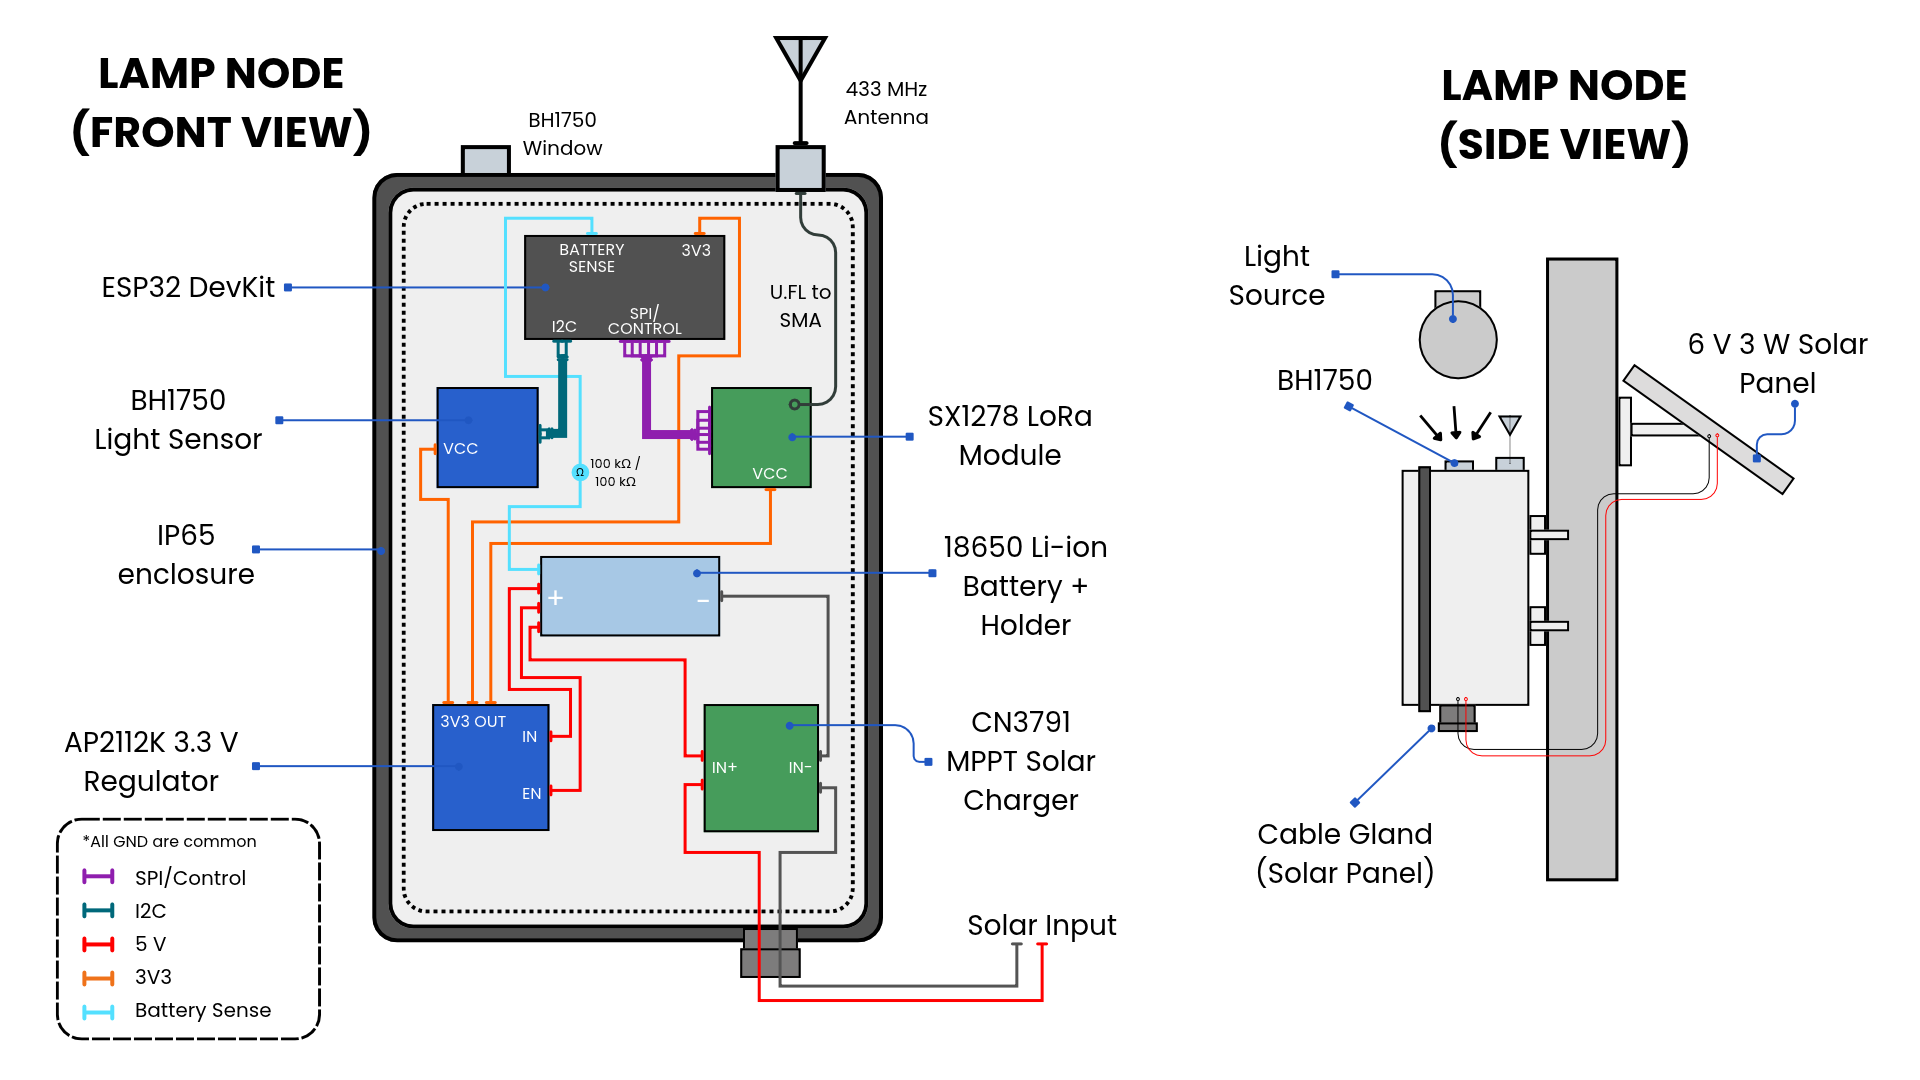 LAMP NODE
(FRONT VIEW)
BH1750
Window
433 MHz
Antenna
BATTERY
SENSE
3V3
ESP32 DevKit
I2C
SPI/
CONTROL
U.FL to
SMA
BH1750
Light Sensor
VCC
100 kΩ /
100 kΩ
Ω
VCC
SX1278 LoRa
Module
IP65
enclosure
+
−
18650 Li-ion
Battery +
Holder
AP2112K 3.3 V
Regulator
3V3 OUT
IN
EN
IN+
IN-
CN3791
MPPT Solar
Charger
*All GND are common
SPI/Control
I2C
5 V
3V3
Battery Sense
Solar Input
LAMP NODE
(SIDE VIEW)
Light
Source
BH1750
6 V 3 W Solar
Panel
Cable Gland
(Solar Panel)